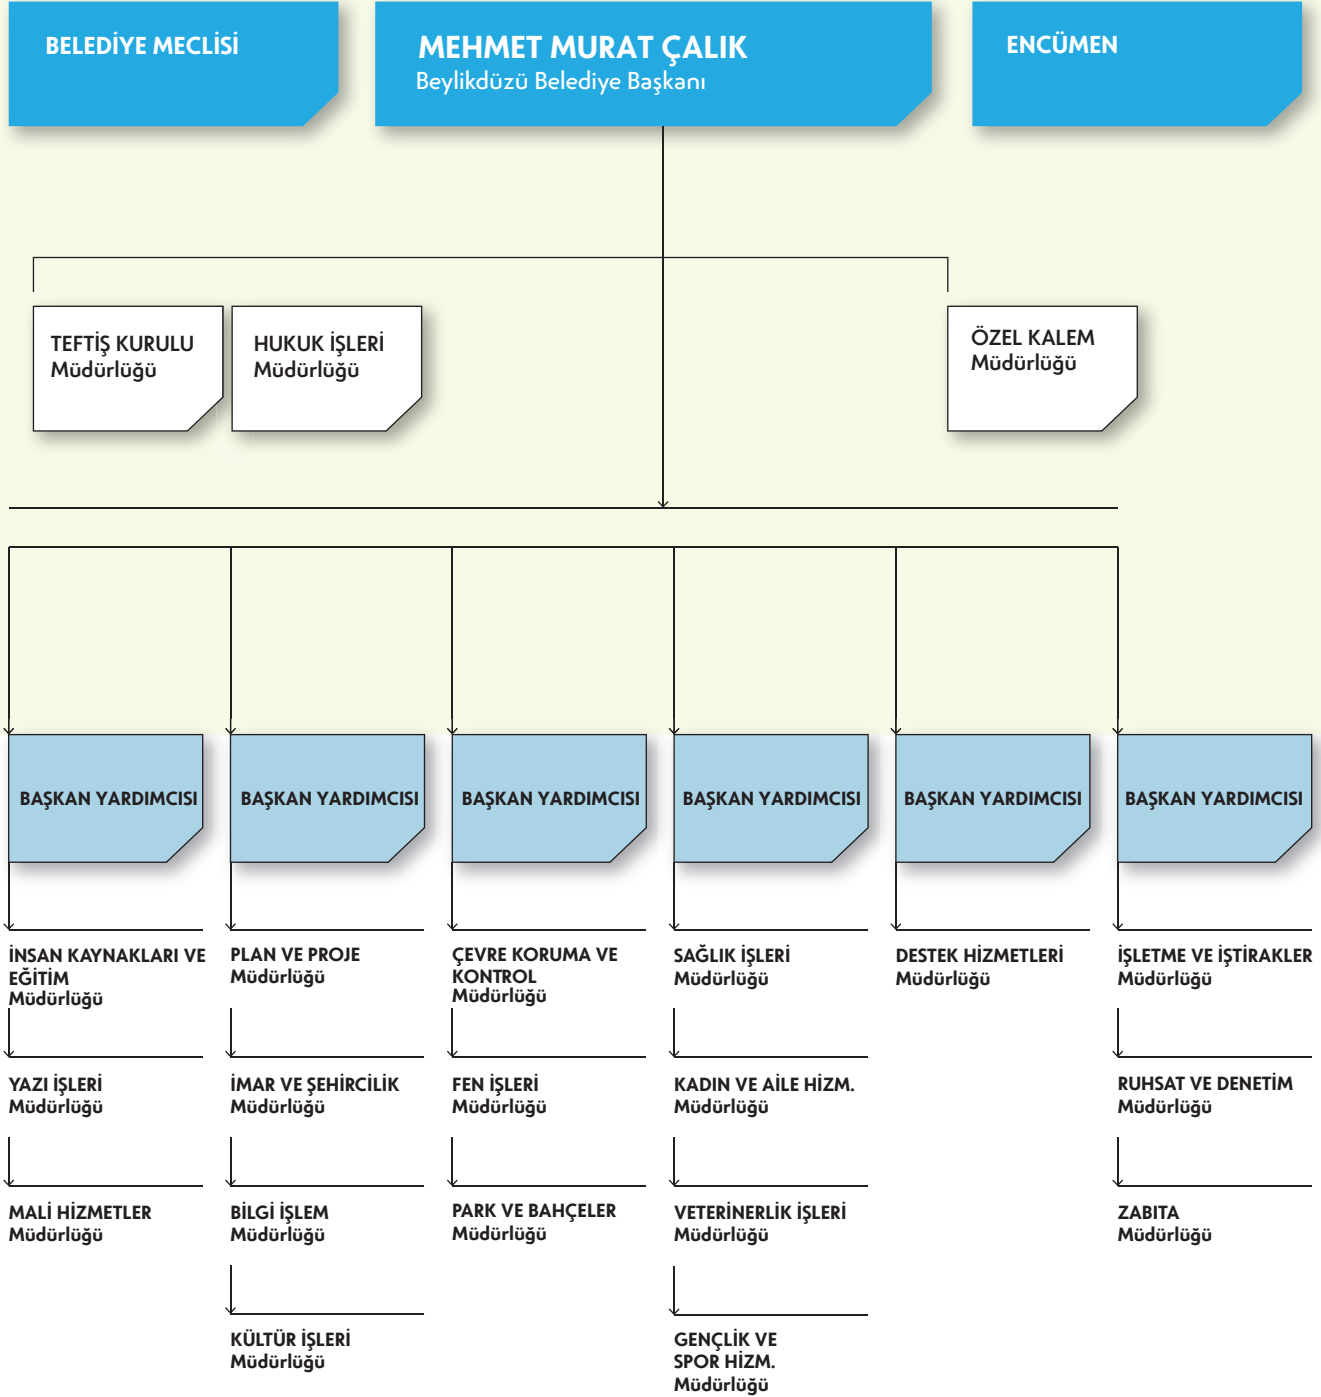 BELEDİYE MECLİSİ
MEHMET MURAT ÇALIK
Beylikdüzü Belediye Başkanı
ENCÜMEN
TEFTİŞ KURULU
Müdürlüğü
HUKUK İŞLERİ
Müdürlüğü
ÖZEL KALEM
Müdürlüğü
BAŞKAN YARDIMCISI
BAŞKAN YARDIMCISI
BAŞKAN YARDIMCISI
BAŞKAN YARDIMCISI
BAŞKAN YARDIMCISI
BAŞKAN YARDIMCISI
İNSAN KAYNAKLARI VE
EĞİTİM
Müdürlüğü
YAZI İŞLERİ
Müdürlüğü
MALİ HİZMETLER
Müdürlüğü
PLAN VE PROJE
Müdürlüğü
İMAR VE ŞEHİRCİLİK
Müdürlüğü
BİLGİ İŞLEM
Müdürlüğü
KÜLTÜR İŞLERİ
Müdürlüğü
ÇEVRE KORUMA VE
KONTROL
Müdürlüğü
FEN İŞLERİ
Müdürlüğü
PARK VE BAHÇELER
Müdürlüğü
SAĞLIK İŞLERİ
Müdürlüğü
KADIN VE AİLE HİZM.
Müdürlüğü
VETERİNERLİK İŞLERİ
Müdürlüğü
GENÇLİK VE
SPOR HİZM.
Müdürlüğü
DESTEK HİZMETLERİ
Müdürlüğü
İŞLETME VE İŞTİRAKLER
Müdürlüğü
RUHSAT VE DENETİM
Müdürlüğü
ZABITA
Müdürlüğü